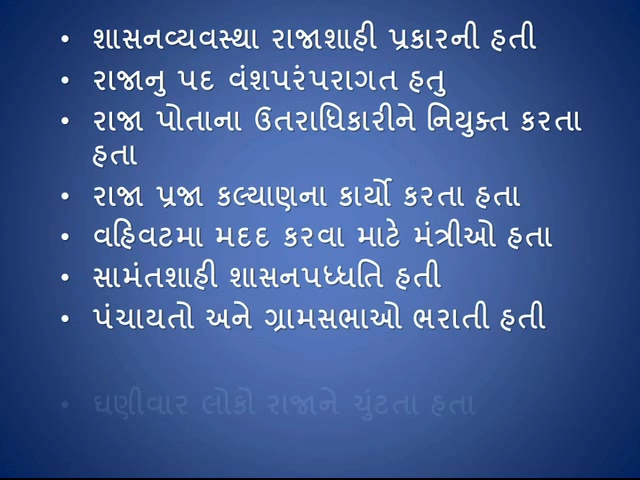 • શાસનવ્યવસ્થા રાજાશાહી પ્રકારની હતી
• રાજાનુ પદ વંશપરંપરાગત હતુ
• રાજા પોતાના ઉતરાધિકારીને નિયુક્ત કરતા
હતા
• રાજા પ્રજા કલ્યાણના કાર્યો કરતા હતા
• વહિવટમા મદદ કરવા માટે મંત્રીઓ હતા
• સામંતશાહી શાસનપધ્ધતિ હતી
• પંચાયતો અને ગ્રામસભાઓ ભરાતી હતી
• ઘણીવાર લોકો રાજાને ચુંટતા હતા